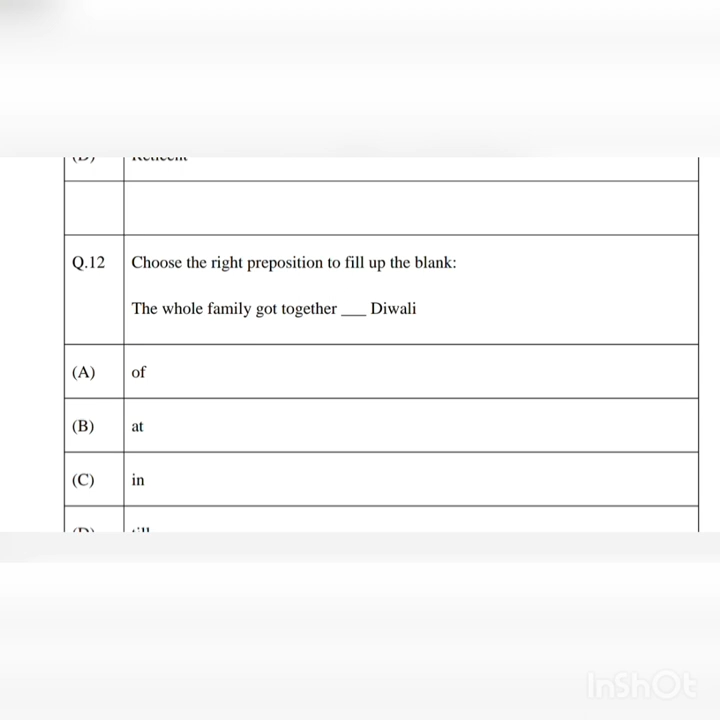 Q.12 Choose the right preposition to fill up the blank:
The whole family got together ___ Diwali
(A) of
(B) at
(C) in
InShOt